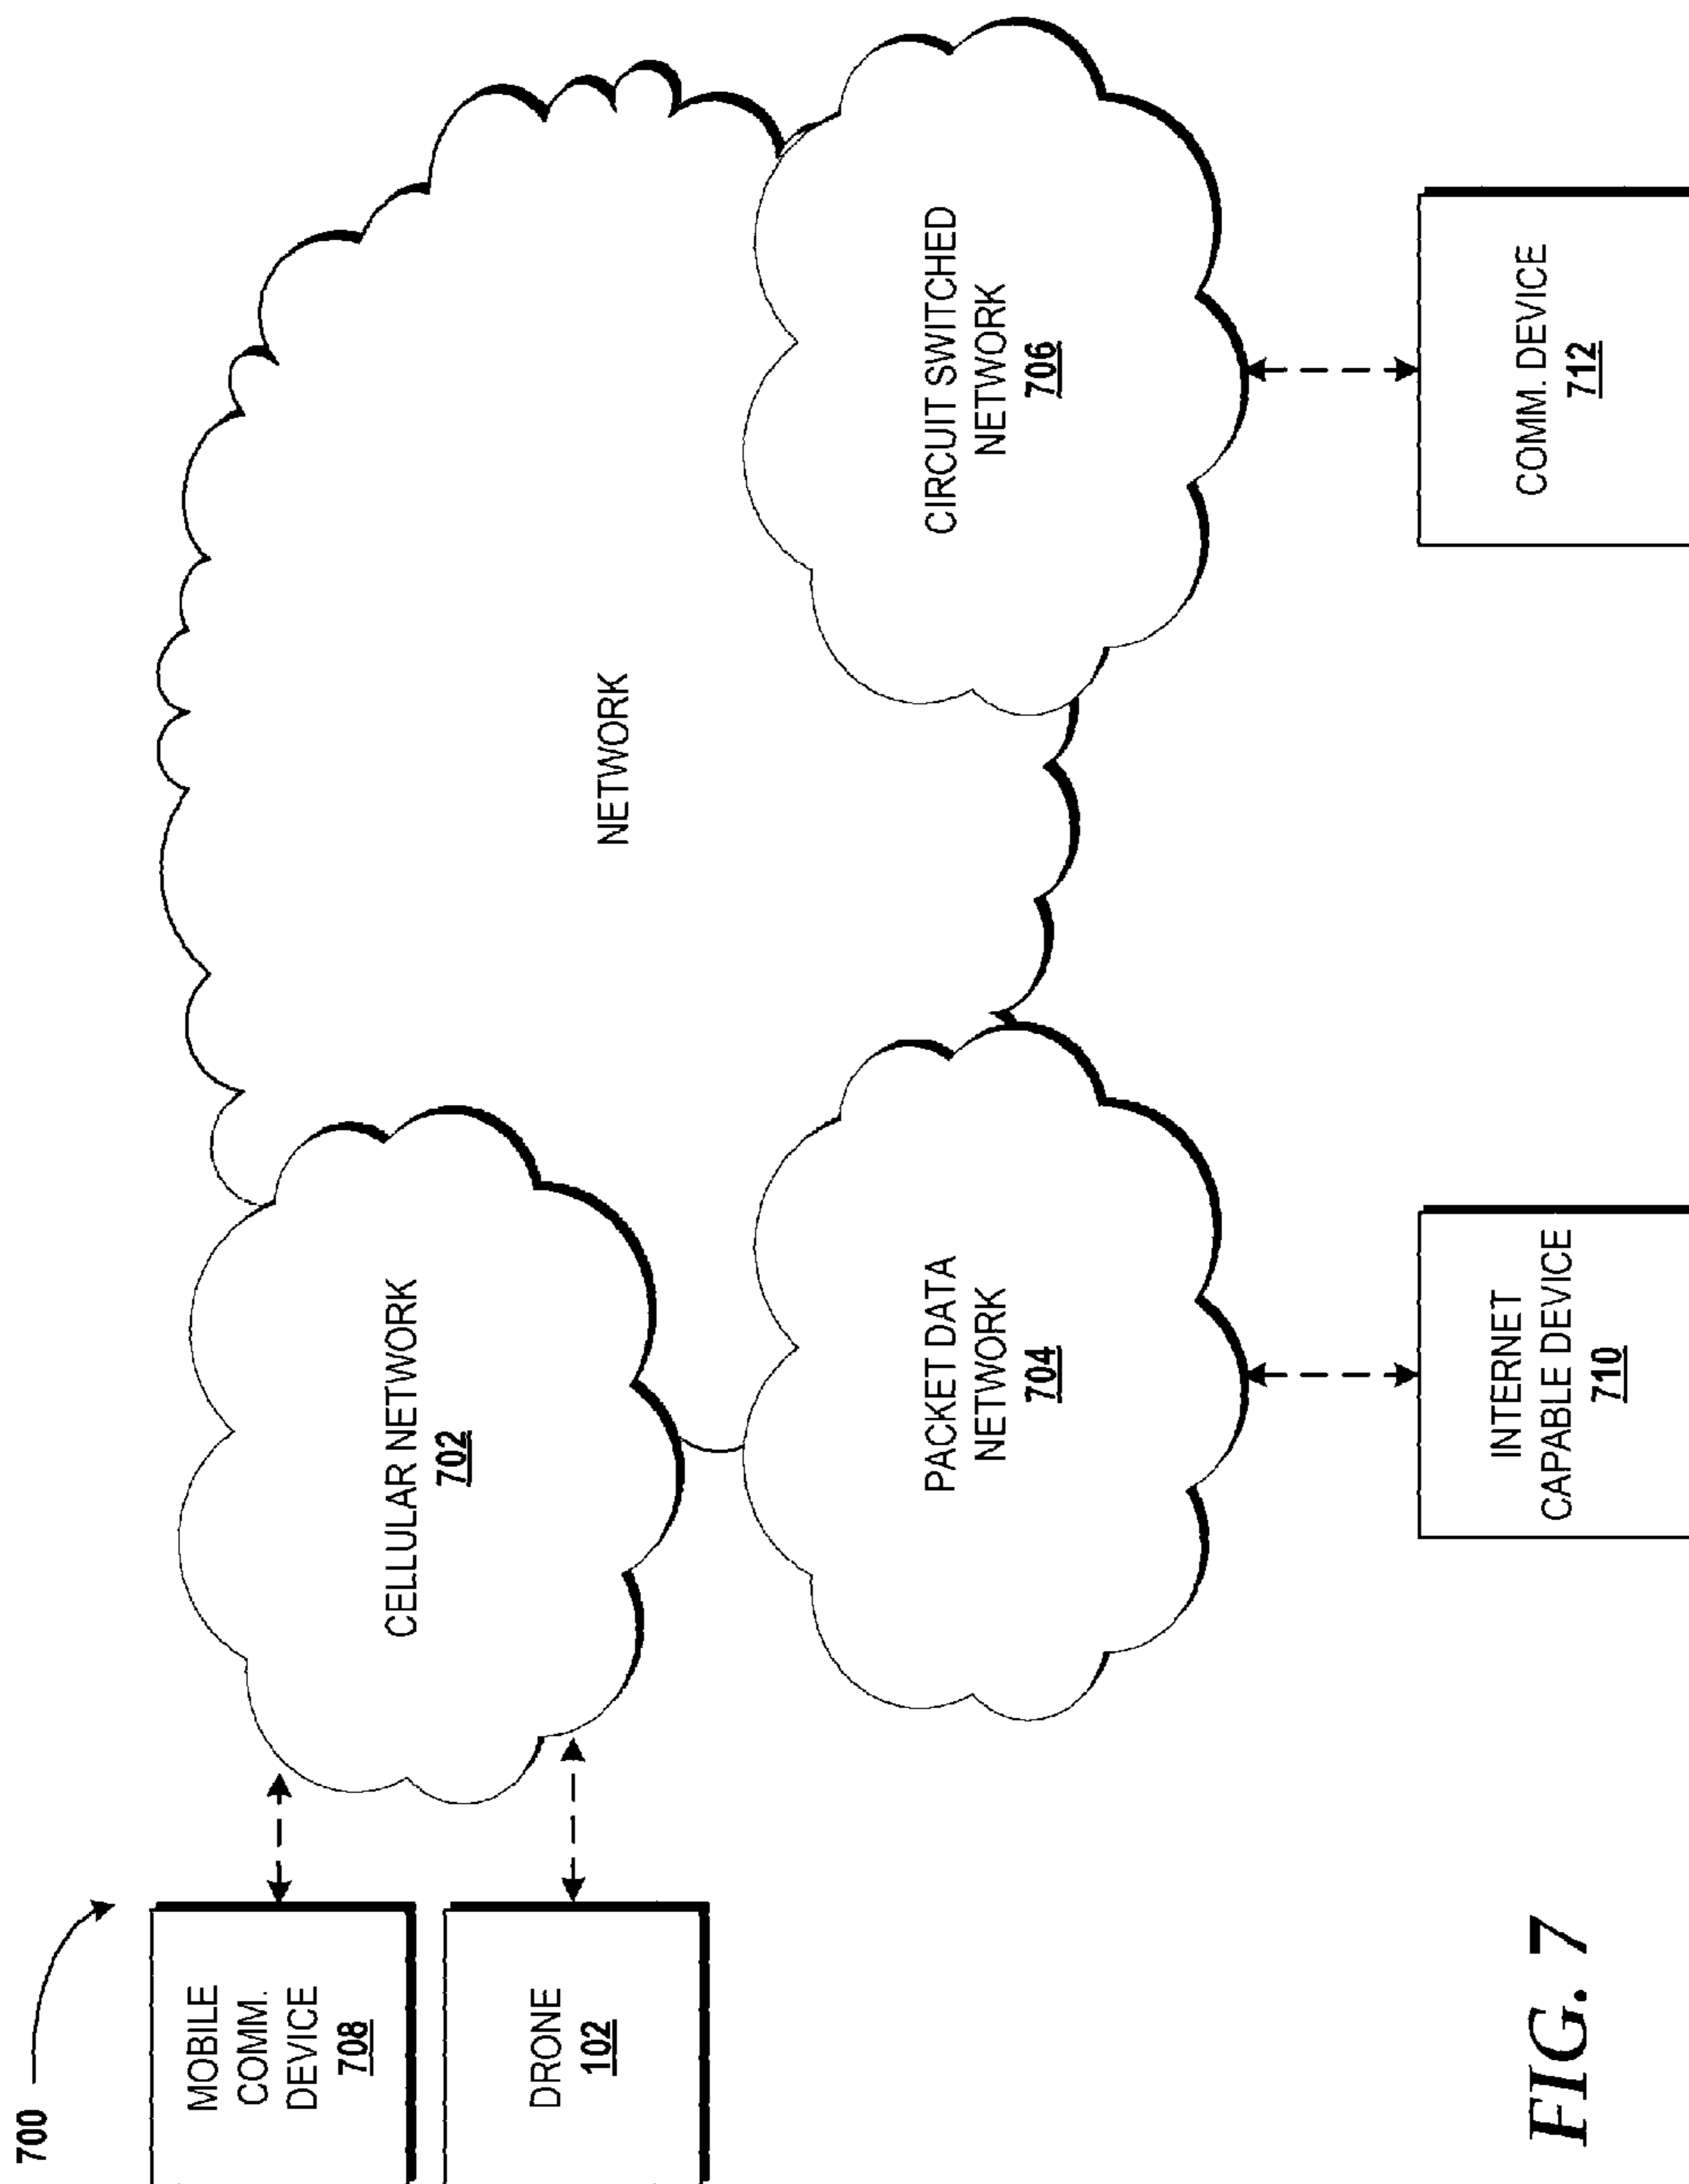 700
MOBILE
COMM.
DEVICE
708
DRONE
102
CELLULAR NETWORK
702
NETWORK
PACKET DATA
NETWORK
704
CIRCUIT SWITCHED
NETWORK
706
INTERNET
CAPABLE DEVICE
710
COMM. DEVICE
712
FIG. 7